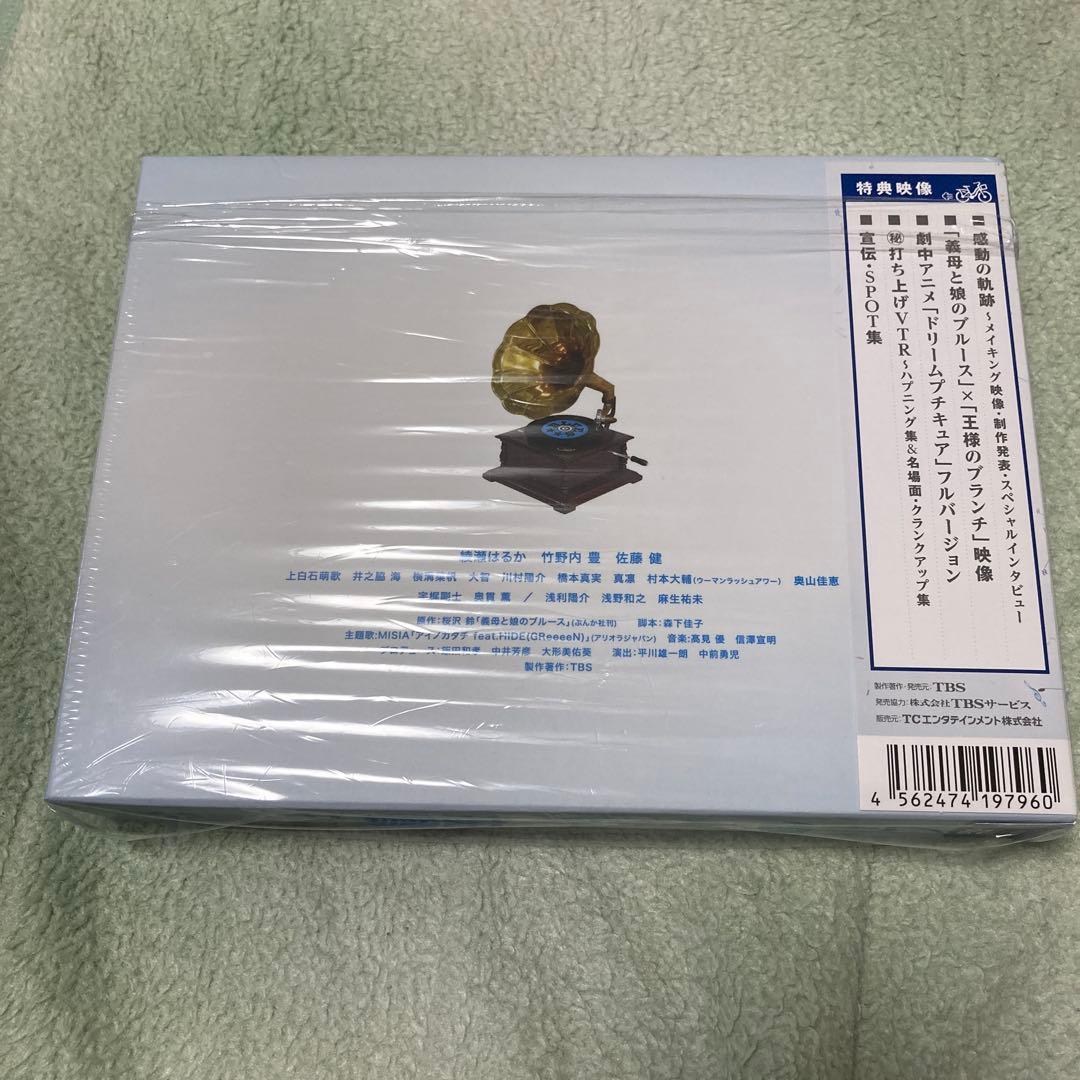 特典映像
■ 感動の軌跡〜メイキング映像・制作発表・スペシャルインタビュー
■ 「義母と娘のブルース」×「王様のブランチ」映像
■ 劇中アニメ「ドリームプチキュア」フルバージョン
■ ㊙打ち上げVTR〜ハプニング集&名場面・クランクアップ集
■ 宣伝・SPOT集
綾瀬はるか 竹野内 豊 佐藤 健
上白石萌歌 井之脇 海 横溝菜帆 大智 川村陽介 橋本真実 真凛 村本大輔(ウーマンラッシュアワー) 奥山佳恵
宇梶剛士 奥貫 薫 / 浅利陽介 浅野和之 麻生祐未
原作:桜沢 鈴「義母と娘のブルース」(ぶんか社刊) 脚本:森下佳子
主題歌:MISIA「アイノカタチ feat.HIDE(GReeeeN)」(アリオラジャパン) 音楽:高見 優 信澤宣明
プロデュース:飯田和孝 中井芳彦 大形美佑葵 演出:平川雄一朗 中前勇児
製作著作:TBS
製作著作・発売元:TBS
発売協力:株式会社TBSサービス
販売元:TCエンタテインメント株式会社
4 562474 197960